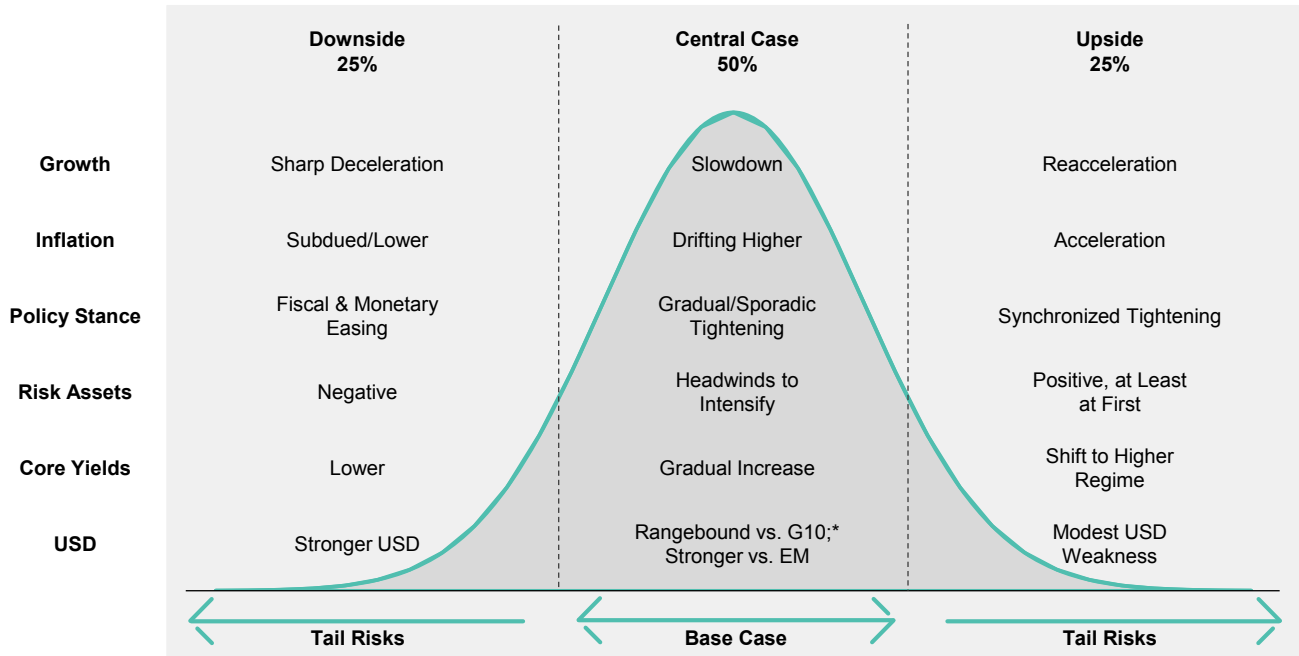 Downside
25%
Central Case
50%
Upside
25%
Growth
Sharp Deceleration
Slowdown
Reacceleration
Inflation
Subdued/Lower
Drifting Higher
Acceleration
Policy Stance
Fiscal & Monetary
Easing
Gradual/Sporadic
Tightening
Synchronized Tightening
Risk Assets
Negative
Headwinds to
Intensify
Positive, at Least
at First
Core Yields
Lower
Gradual Increase
Shift to Higher
Regime
USD
Stronger USD
Rangebound vs. G10;*
Stronger vs. EM
Modest USD
Weakness
Tail Risks
Base Case
Tail Risks